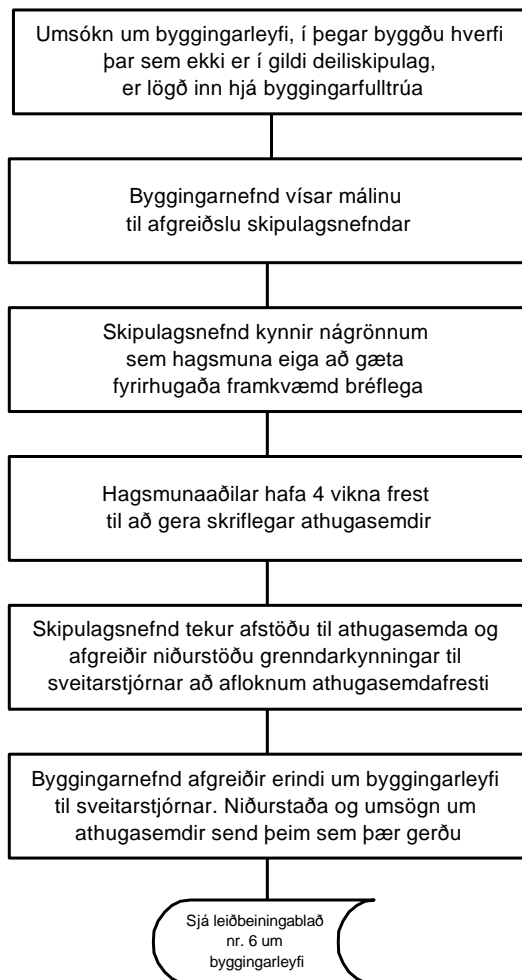 Umsókn um byggingarleyfi, í þegar byggðu hverfi
þar sem ekki er í gildi deiliskipulag,
er lögð inn hjá byggingarfulltrúa
Byggingarnefnd vísar málinu
til afgreiðslu skipulagsnefndar
Skipulagsnefnd kynnir nágrönnum
sem hagsmuna eiga að gæta
fyrirhugaða framkvæmd bréflega
Hagsmunaaðilar hafa 4 vikna frest
til að gera skriflegar athugasemdir
Skipulagsnefnd tekur afstöðu til athugasemda og
afgreiðir niðurstöðu grenndarkynningar til
sveitarstjórnar að afloknum athugasemdafresti
Byggingarnefnd afgreiðir erindi um byggingarleyfi
til sveitarstjórnar. Niðurstaða og umsögn um
athugasemdir send þeim sem þær gerðu
Sjá leiðbeiningablað
nr. 6 um
byggingarleyfi